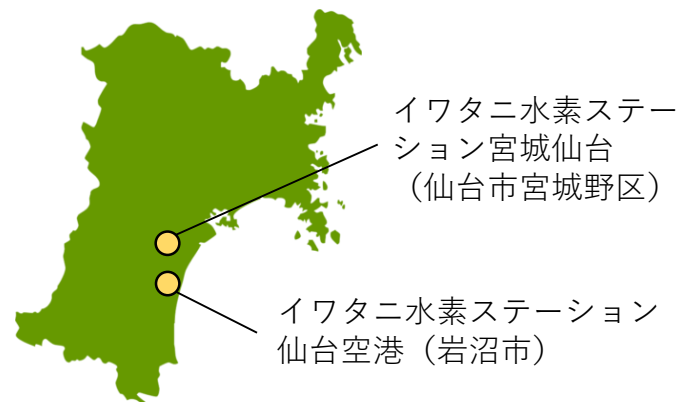 イワタニ水素ステー
ション宮城仙台
（仙台市宮城野区）
イワタニ水素ステーション
仙台空港（岩沼市）